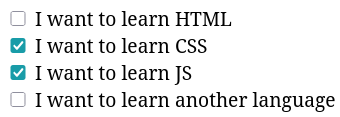 I want to learn HTML
I want to learn CSS
I want to learn JS
I want to learn another language